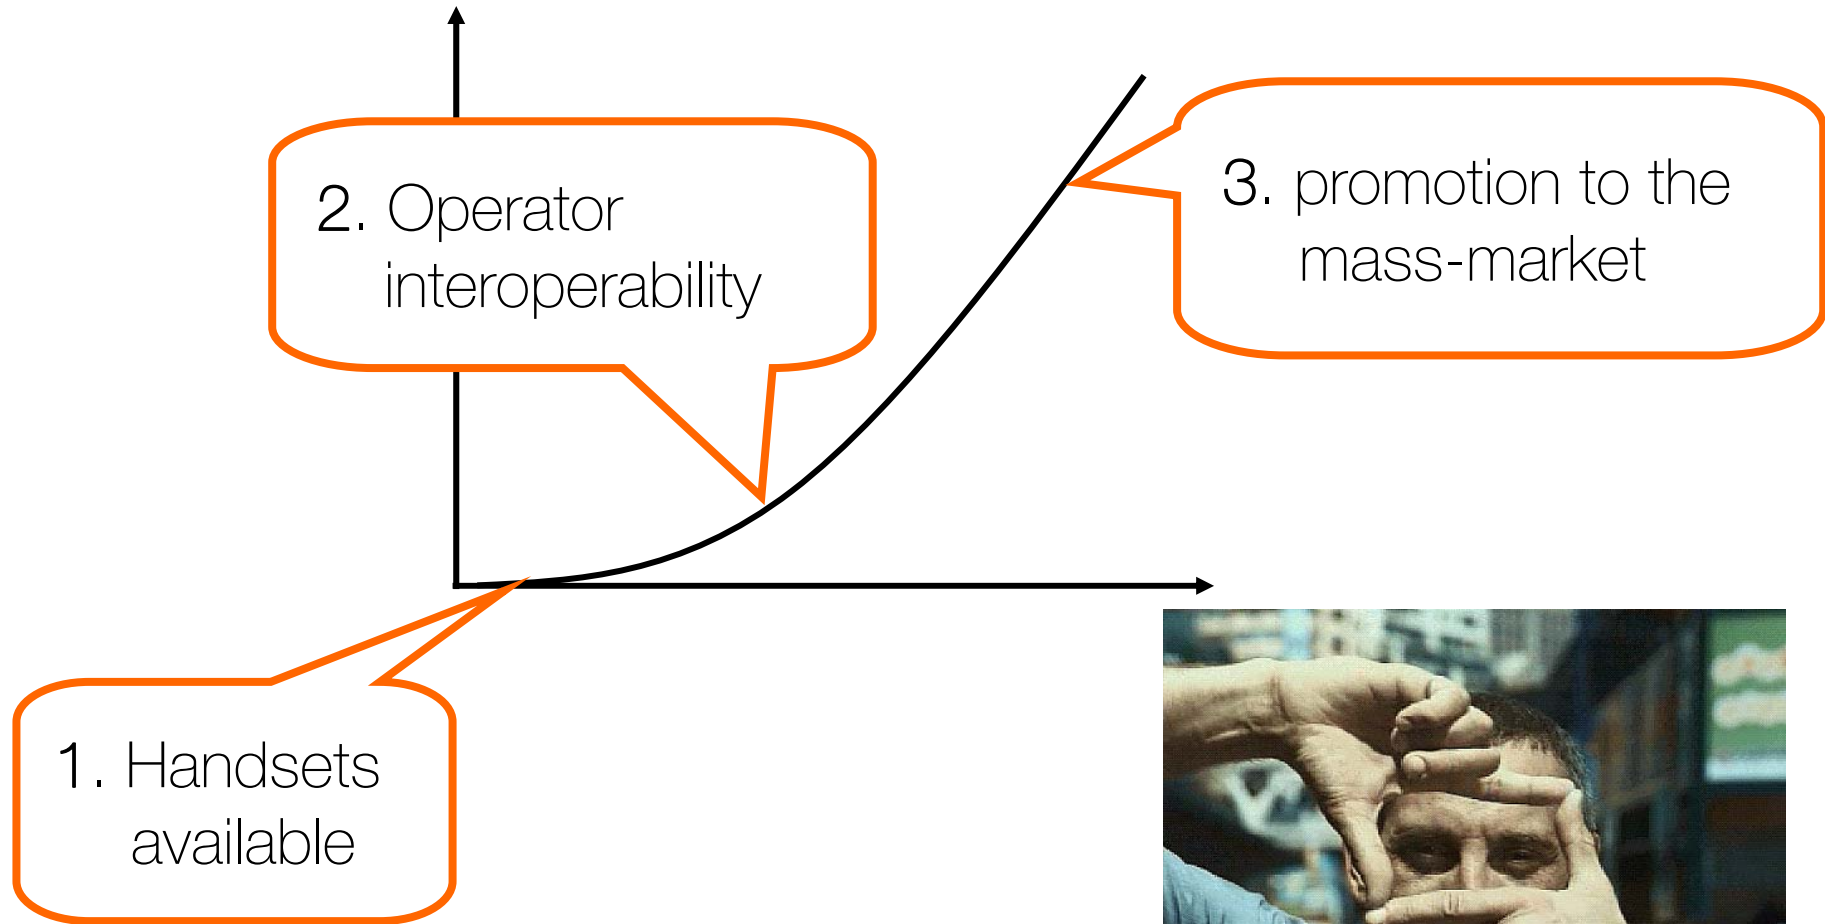 1. Handsets
available
2. Operator
interoperability
3. promotion to the
mass-market